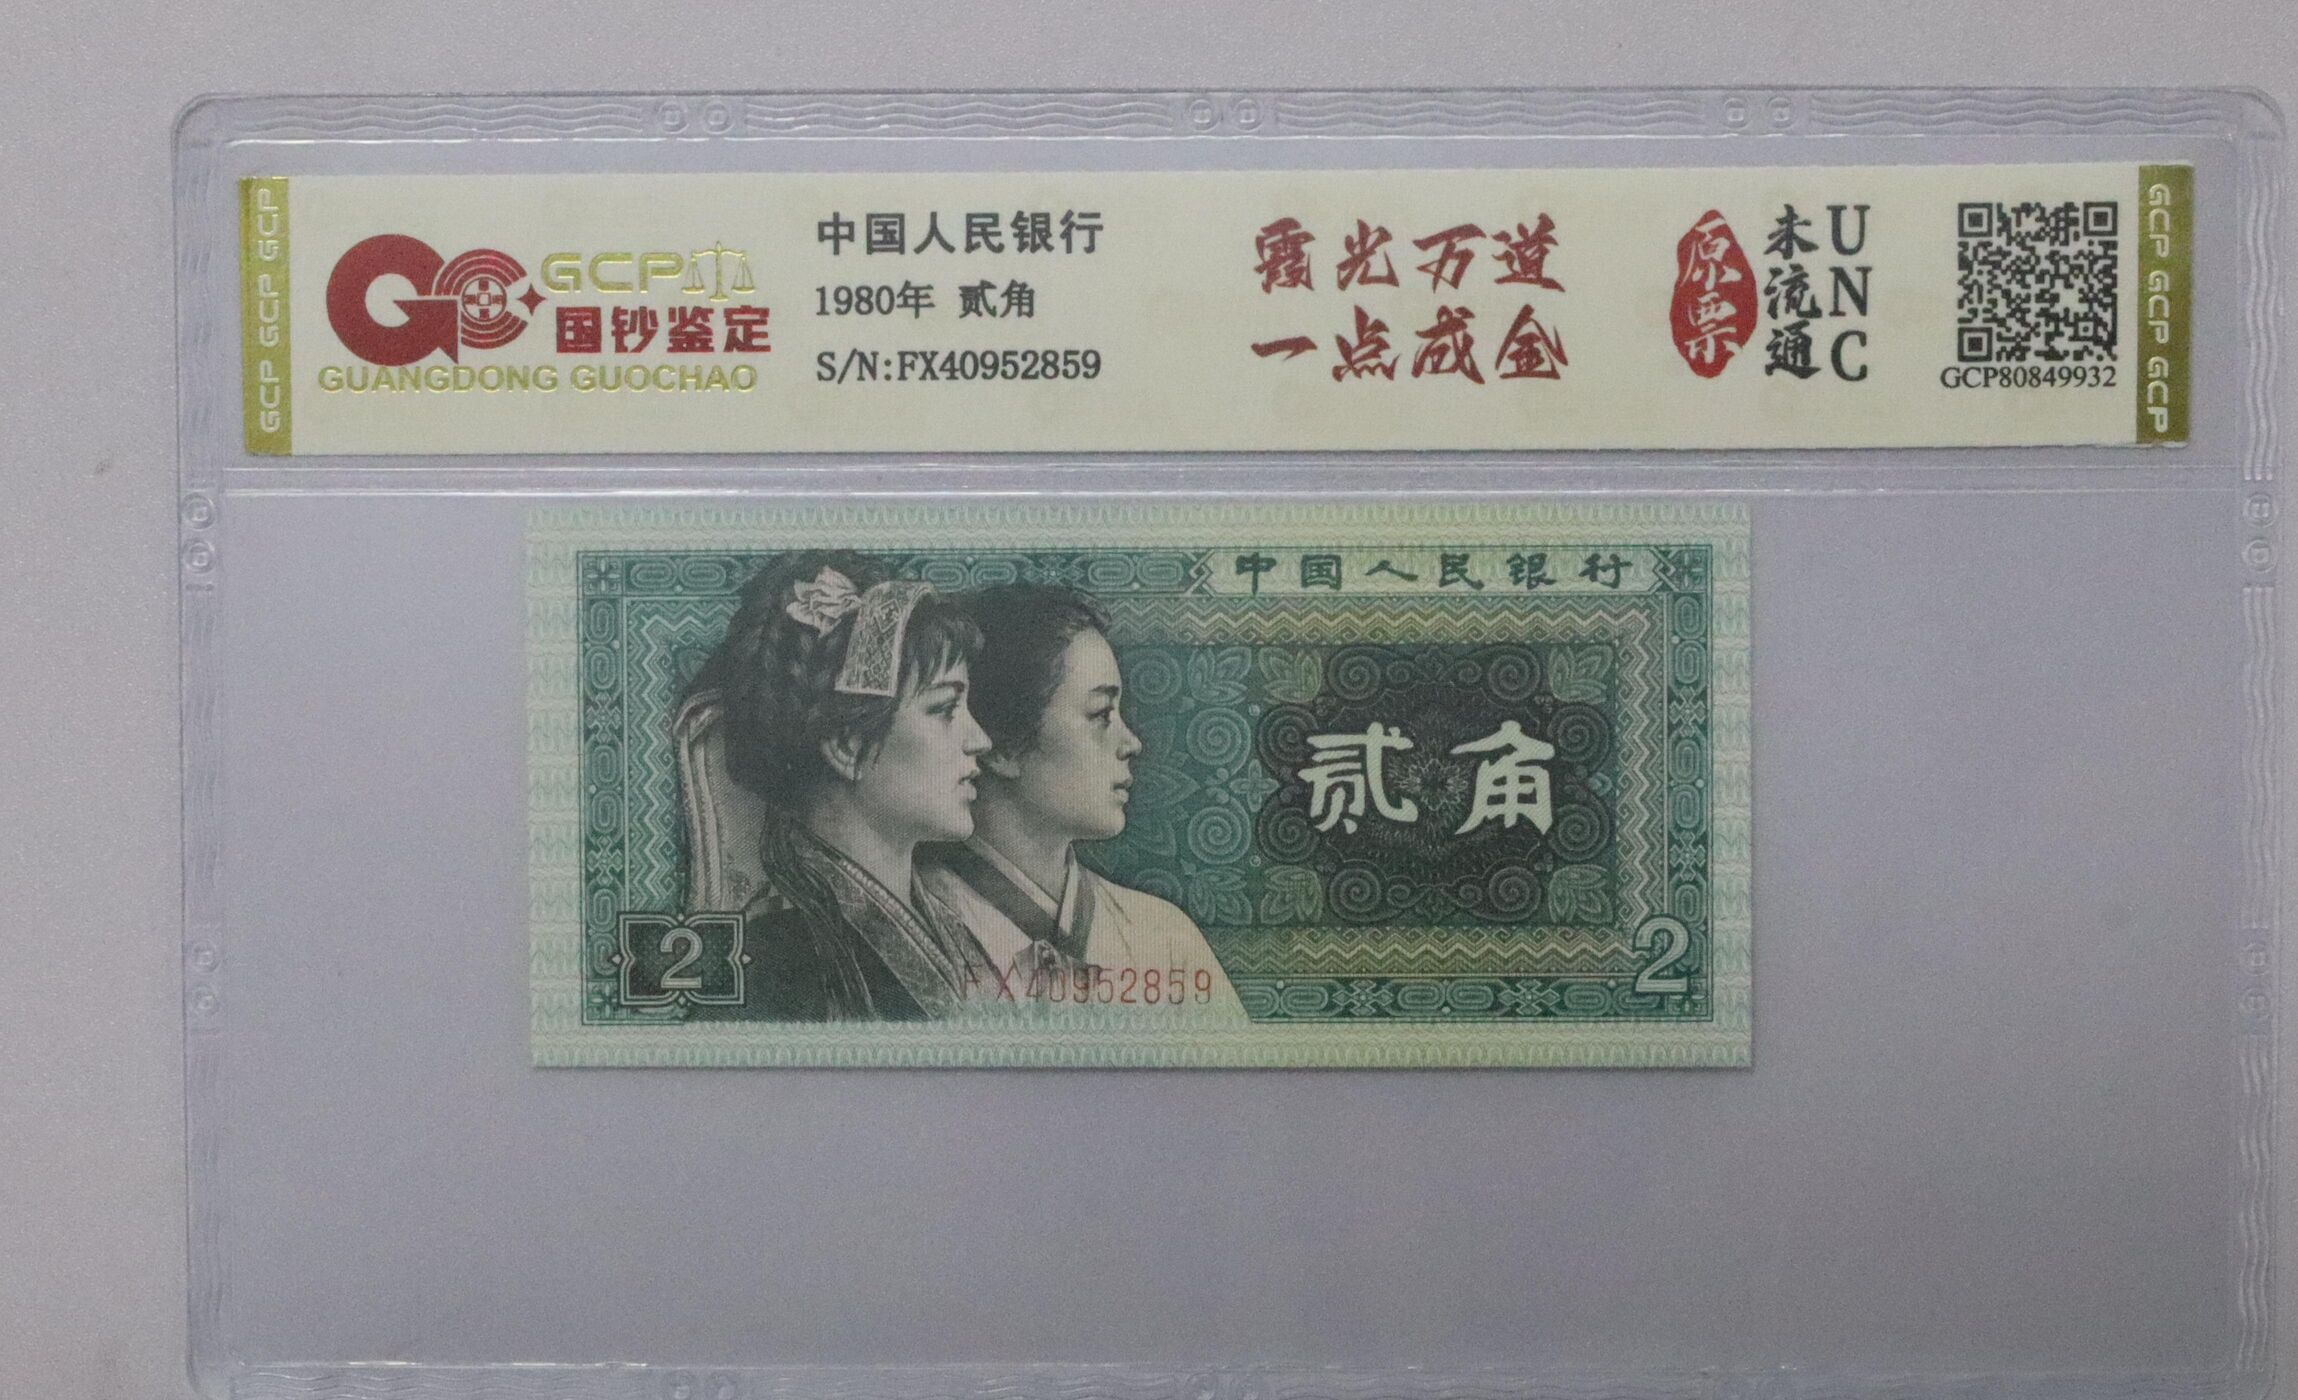 GCP GCP GCP
GCP
国钞鉴定
GUANGDONG GUOCHAO
中国人民银行
1980年 贰角
S/N:FX40952859
霞光万道
一点成金
原票
未流通
UNC
GCP80849932
GCP GCP GCP
中国人民银行
贰角
2
FX40952859
2